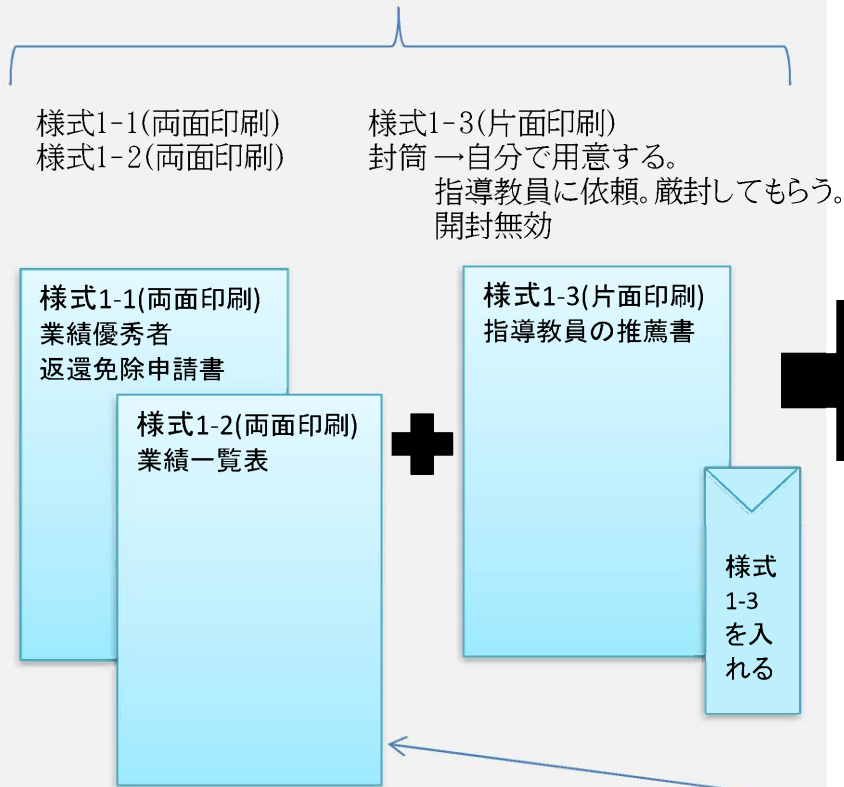 様式1-1(両面印刷)
様式1-2(両面印刷)
様式1-3(片面印刷)
封筒→自分で用意する。
指導教員に依頼。厳封してもらう。
開封無効
様式1-1(両面印刷)
業績優秀者
返還免除申請書
様式1-2(両面印刷)
業績一覧表
様式1-3(片面印刷)
指導教員の推薦書
様式
1-3
を入
れる